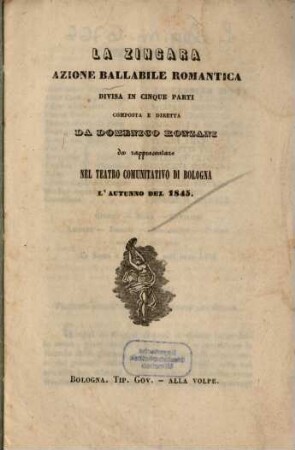 LA ZINGARA
AZIONE BALLABILE ROMANTICA
DIVISA IN CINQUE PARTI
COMPOSTA E DIRETTA
DA DOMENICO RONZANI
da rappresentarsi
NEL TEATRO COMUNITATIVO DI BOLOGNA
L' AUTUNNO DEL 1845.
BOLOGNA. TIP. GOV. — ALLA VOLPE.